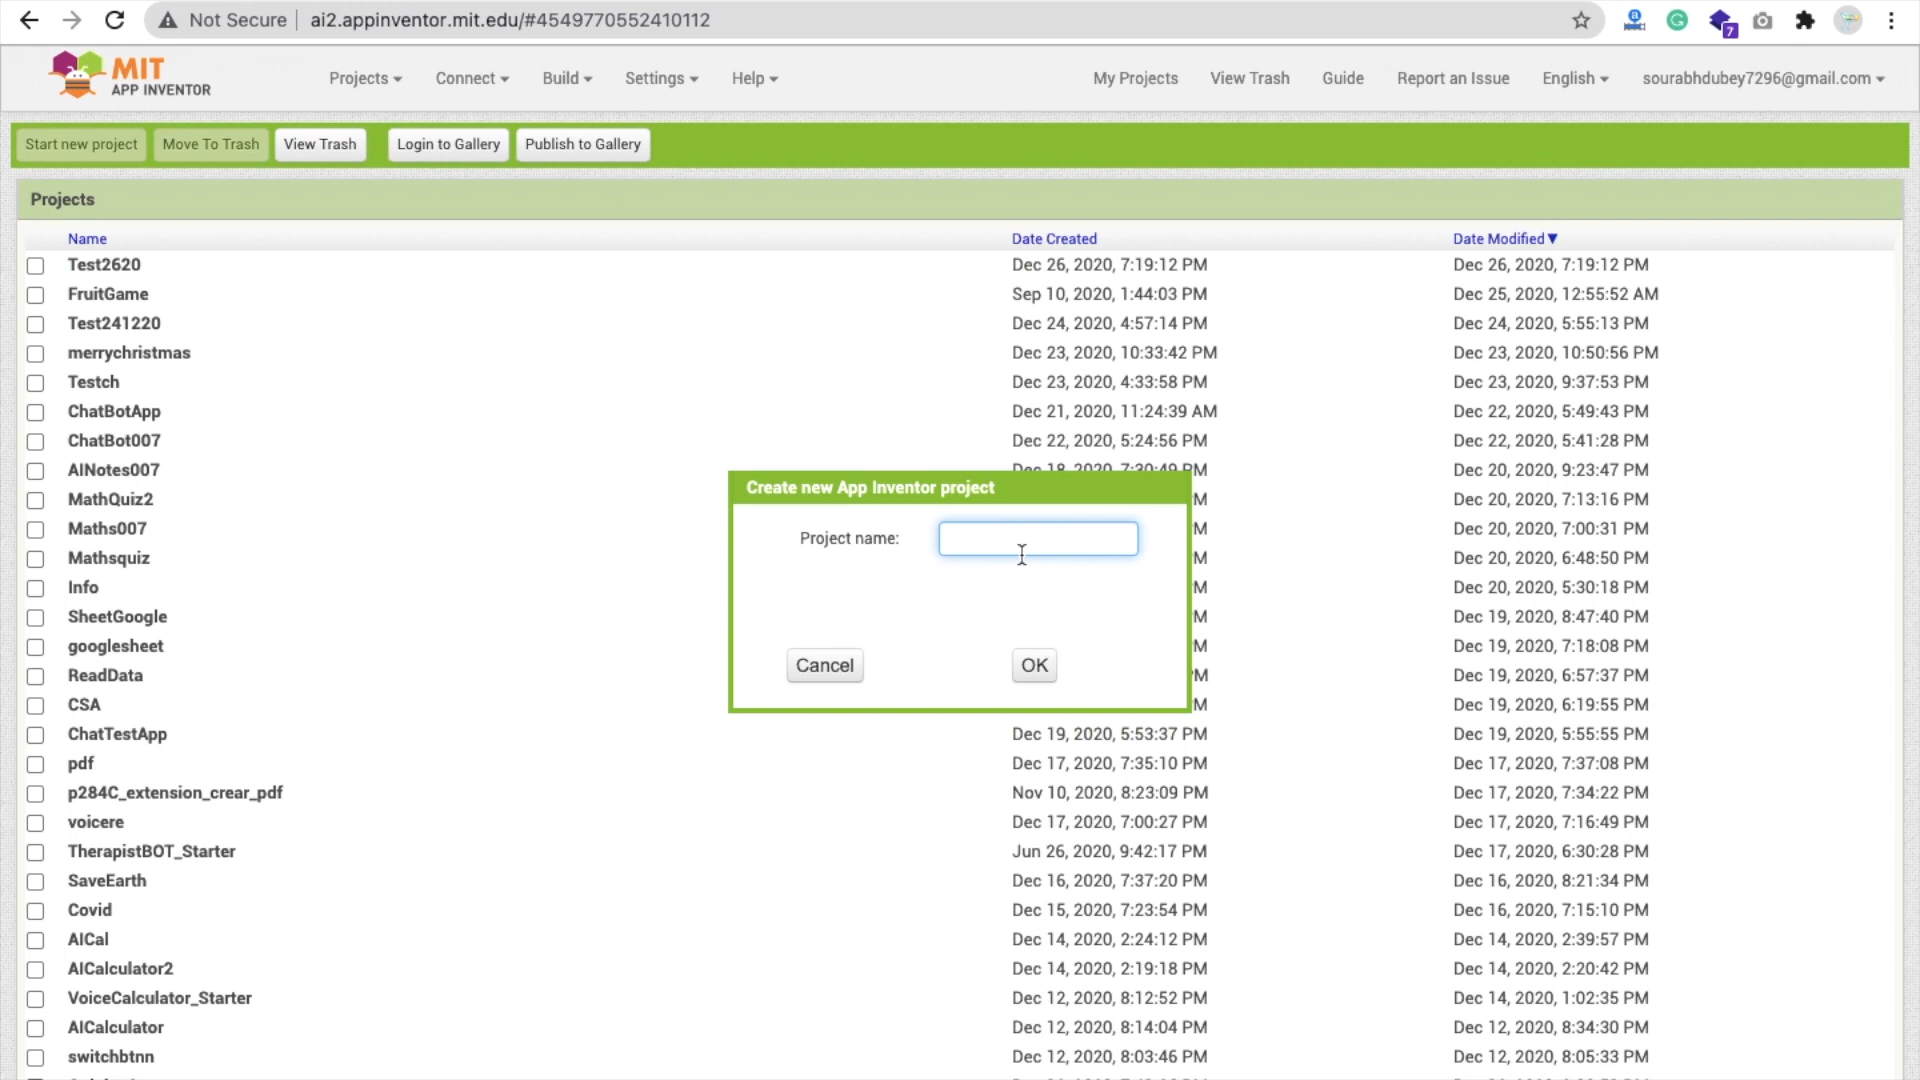 Not Secure ai2.appinventor.mit.edu/#4549770552410112 7
MIT APP INVENTOR Projects Connect Build Settings Help My Projects View Trash Guide Report an Issue English sourabhdubey7296@gmail.com
Start new project Move To Trash View Trash Login to Gallery Publish to Gallery
Projects
Name Date Created Date Modified▼
Test2620 Dec 26, 2020, 7:19:12 PM Dec 26, 2020, 7:19:12 PM
FruitGame Sep 10, 2020, 1:44:03 PM Dec 25, 2020, 12:55:52 AM
Test241220 Dec 24, 2020, 4:57:14 PM Dec 24, 2020, 5:55:13 PM
merrychristmas Dec 23, 2020, 10:33:42 PM Dec 23, 2020, 10:50:56 PM
Testch Dec 23, 2020, 4:33:58 PM Dec 23, 2020, 9:37:53 PM
ChatBotApp Dec 21, 2020, 11:24:39 AM Dec 22, 2020, 5:49:43 PM
ChatBot007 Dec 22, 2020, 5:24:56 PM Dec 22, 2020, 5:41:28 PM
AINotes007 Dec 18, 2020, 7:30:49 PM Dec 20, 2020, 9:23:47 PM
MathQuiz2 M Dec 20, 2020, 7:13:16 PM
Maths007 M Dec 20, 2020, 7:00:31 PM
Mathsquiz M Dec 20, 2020, 6:48:50 PM
Info M Dec 20, 2020, 5:30:18 PM
SheetGoogle M Dec 19, 2020, 8:47:40 PM
googlesheet M Dec 19, 2020, 7:18:08 PM
ReadData M Dec 19, 2020, 6:57:37 PM
CSA M Dec 19, 2020, 6:19:55 PM
Create new App Inventor project
Project name:
Cancel OK
ChatTestApp Dec 19, 2020, 5:53:37 PM Dec 19, 2020, 5:55:55 PM
pdf Dec 17, 2020, 7:35:10 PM Dec 17, 2020, 7:37:08 PM
p284C_extension_crear_pdf Nov 10, 2020, 8:23:09 PM Dec 17, 2020, 7:34:22 PM
voicere Dec 17, 2020, 7:00:27 PM Dec 17, 2020, 7:16:49 PM
TherapistBOT_Starter Jun 26, 2020, 9:42:17 PM Dec 17, 2020, 6:30:28 PM
SaveEarth Dec 16, 2020, 7:37:20 PM Dec 16, 2020, 8:21:34 PM
Covid Dec 15, 2020, 7:23:54 PM Dec 16, 2020, 7:15:10 PM
AICal Dec 14, 2020, 2:24:12 PM Dec 14, 2020, 2:39:57 PM
AICalculator2 Dec 14, 2020, 2:19:18 PM Dec 14, 2020, 2:20:42 PM
VoiceCalculator_Starter Dec 12, 2020, 8:12:52 PM Dec 14, 2020, 1:02:35 PM
AICalculator Dec 12, 2020, 8:14:04 PM Dec 12, 2020, 8:34:30 PM
switchbtnn Dec 12, 2020, 8:03:46 PM Dec 12, 2020, 8:05:33 PM